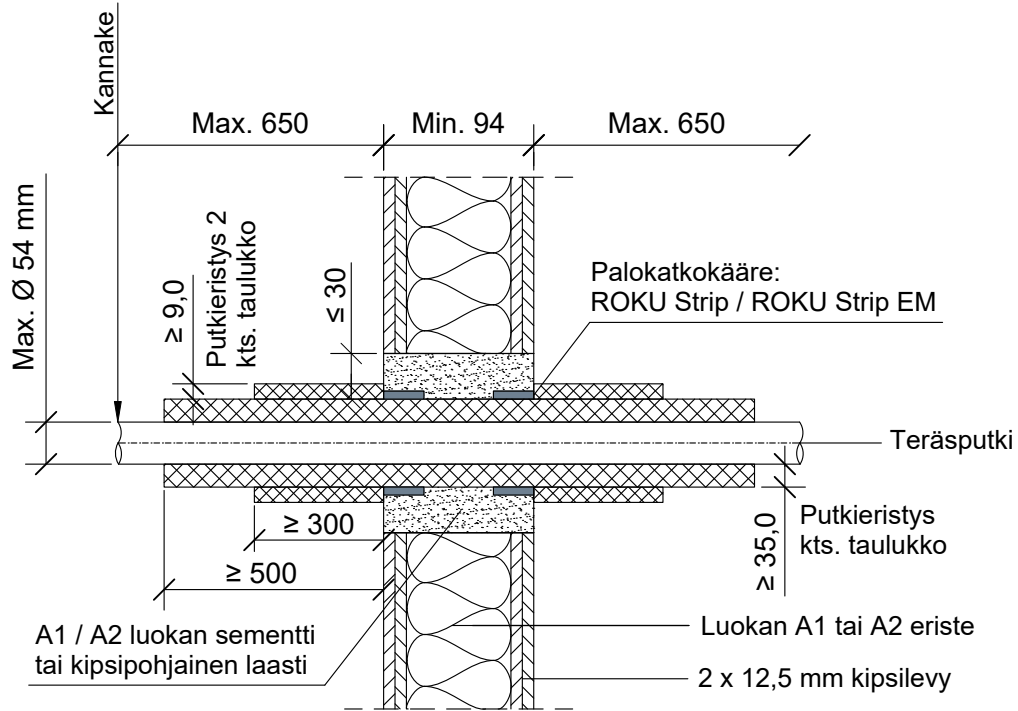 Kannake
Max. 650
Min. 94
Max. 650
Max. Ø 54 mm
≥ 9,0
Putkieristys 2
kts. taulukko
≤ 30
Palokatkokääre:
ROKU Strip / ROKU Strip EM
Teräsputki
≥ 300
≥ 500
≥ 35,0
Putkieristys
kts. taulukko
A1 / A2 luokan sementti
tai kipsipohjainen laasti
Luokan A1 tai A2 eriste
2 x 12,5 mm kipsilevy